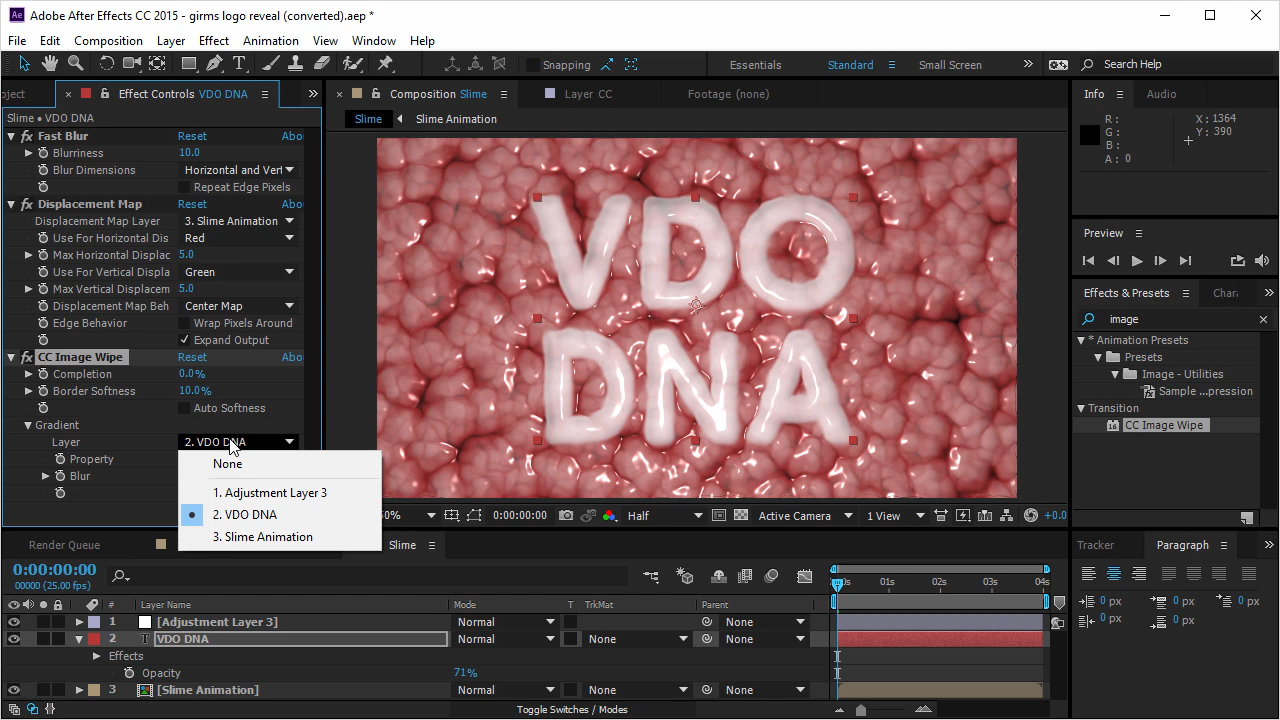 Adobe After Effects CC 2015 - girms logo reveal (converted).aep *
File Edit Composition Layer Effect Animation View Window Help
Snapping Essentials Standard Small Screen Search Help
oject Effect Controls VDO DNA
Composition Slime Layer CC Footage (none)
Info Audio
Slime • VDO DNA
Slime Slime Animation
R :
G :
B :
A : 0
X : 1364
Y : 390
Fast Blur Reset Abou
Blurriness 10.0
Blur Dimensions Horizontal and Vert
Repeat Edge Pixels
Displacement Map Reset Abou
Displacement Map Layer 3. Slime Animation
Use For Horizontal Dis Red
Max Horizontal Displac 5.0
Use For Vertical Displa Green
Max Vertical Displacem 5.0
Displacement Map Beh Center Map
Edge Behavior Wrap Pixels Around
Expand Output
CC Image Wipe Reset Abou
Completion 0.0%
Border Softness 10.0%
Auto Softness
Gradient
Layer 2. VDO DNA
Property
Blur
None
1. Adjustment Layer 3
2. VDO DNA
3. Slime Animation
VDO
DNA
50% 0:00:00:00 Half Active Camera 1 View +0.0
Preview
Effects & Presets Chara
image
* Animation Presets
Presets
Image - Utilities
Sample ...pression
Transition
CC Image Wipe
Render Queue Slime
0:00:00:00
00000 (25.00 fps)
01s 02s 03s 04s
# Layer Name Mode T TrkMat Parent
1 [Adjustment Layer 3] Normal None
2 T VDO DNA Normal None None
Effects
Opacity 71%
3 [Slime Animation] Normal None None
Toggle Switches / Modes
Tracker Paragraph
0 px 0 px 0 px
0 px 0 px